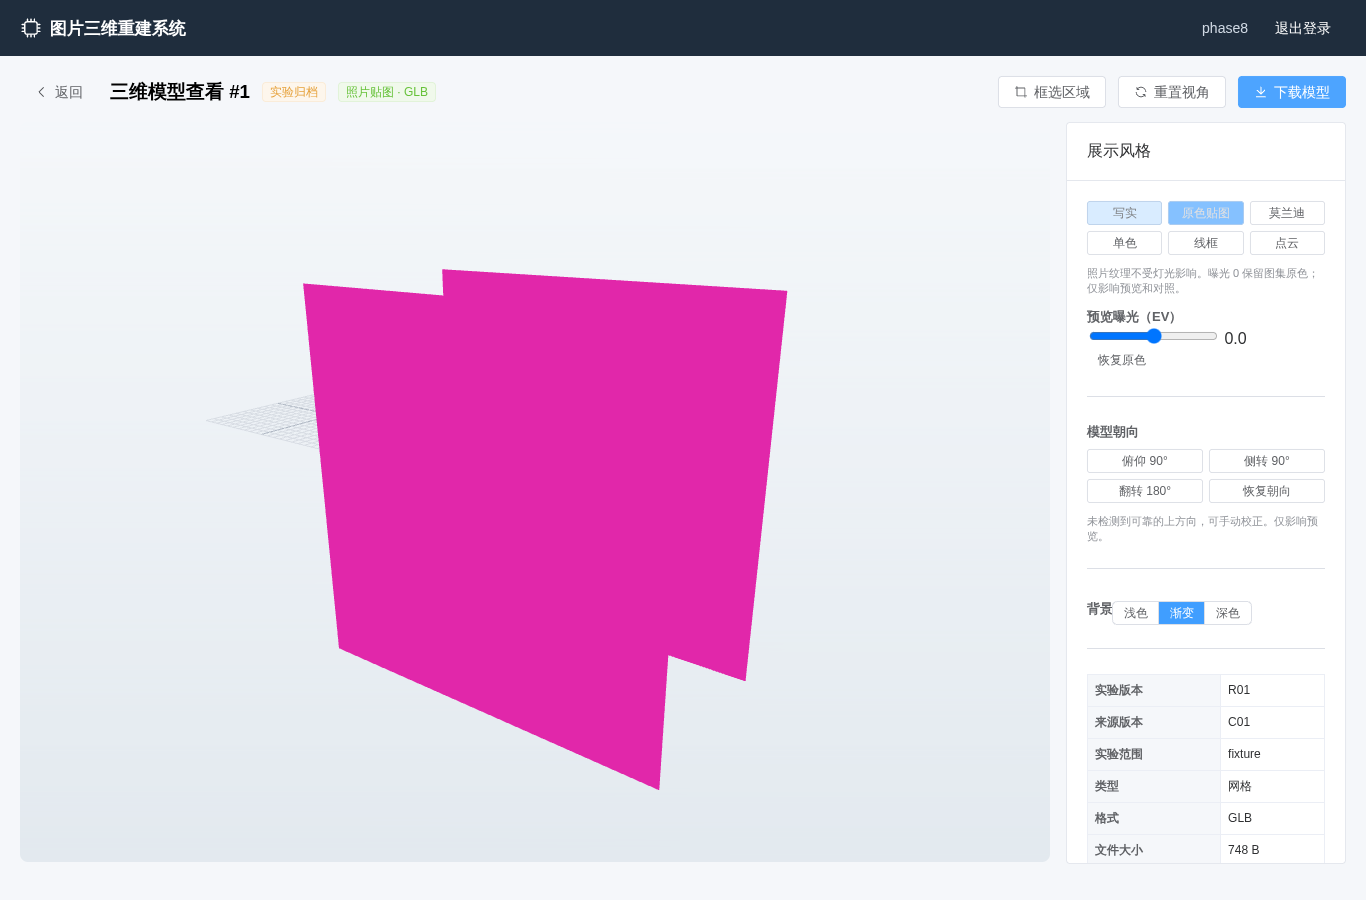 图片三维重建系统
phase8
退出登录
返回
三维模型查看 #1
实验归档
照片贴图 · GLB
框选区域
重置视角
下载模型
展示风格
写实
原色贴图
莫兰迪
单色
线框
点云
照片纹理不受灯光影响。曝光 0 保留图集原色；
仅影响预览和对照。
预览曝光（EV）
0.0
恢复原色
模型朝向
俯仰 90°
侧转 90°
翻转 180°
恢复朝向
未检测到可靠的上方向，可手动校正。仅影响预
览。
背景
浅色
渐变
深色
实验版本 R01
来源版本 C01
实验范围 fixture
类型 网格
格式 GLB
文件大小 748 B